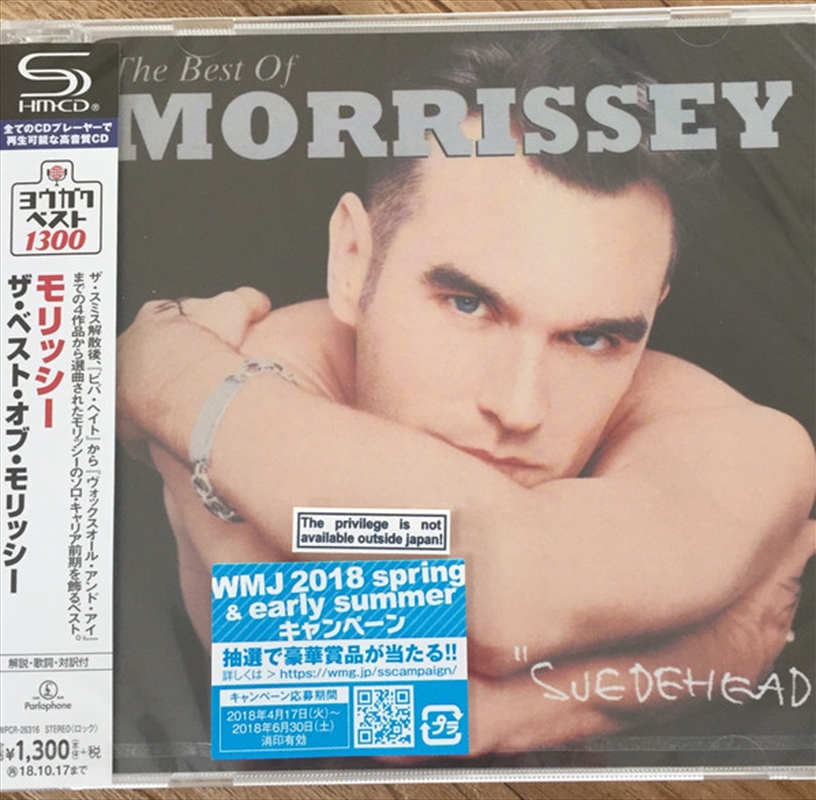 The Best Of
MORRISSEY
HM-CD®
全てのCDプレーヤーで
再生可能な高音質CD
ヨウガク
ベスト
1300
モリッシー
ザ・ベスト・オブ・モリッシー
ザ・スミス解散後、『ビバ・ヘイト』から『ヴォックスオール・アンド・アイ』
までの4作品から選曲されたモリッシーのソロ・キャリア前期を飾るベスト。
解説・歌詞・対訳付
Parlophone
WPCR-26316 STEREO(ロック)
¥1,300 +税
18.10.17まで
The privilege is not
available outside japan!
WMJ 2018 spring
& early summer
キャンペーン
抽選で豪華賞品が当たる!!
詳しくは > https://wmg.jp/sscampaign/
キャンペーン応募期間
2018年4月17日(火)~
2018年6月30日(土)
消印有効
プラ
"SUEDEHEAD